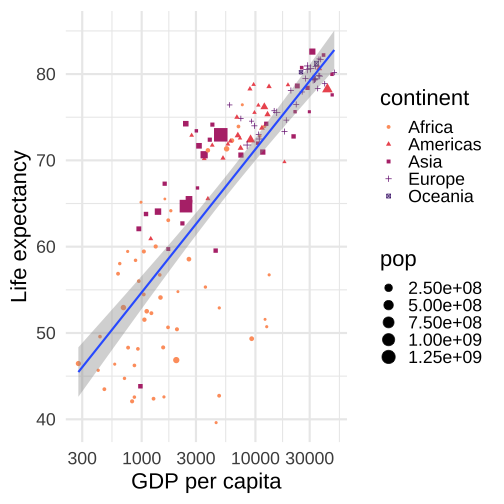 80
70
60
50
40
Life expectancy
300
1000
3000
10000
30000
GDP per capita
continent
Africa
Americas
Asia
Europe
Oceania
pop
2.50e+08
5.00e+08
7.50e+08
1.00e+09
1.25e+09